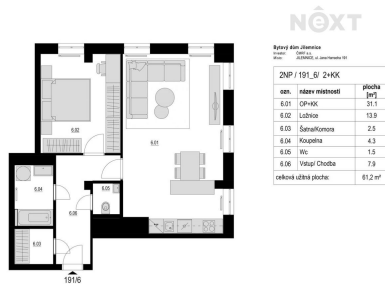 NEXT
REALITY
Bytový dům Jilemnice
Investor: ČMRT a.s.
Místo: JILEMNICE, ul. Jana Harracha 191
2NP / 191_6/ 2+KK
ozn. název místnosti plocha [m²]
6.01 OP+KK 31.1
6.02 Ložnice 13.9
6.03 Šatna/Komora 2.5
6.04 Koupelna 4.3
6.05 Wc 1.5
6.06 Vstup/ Chodba 7.9
celková užitná plocha: 61,2 m²
6.02
6.01
6.04
6.05
6.06
6.03
191/6